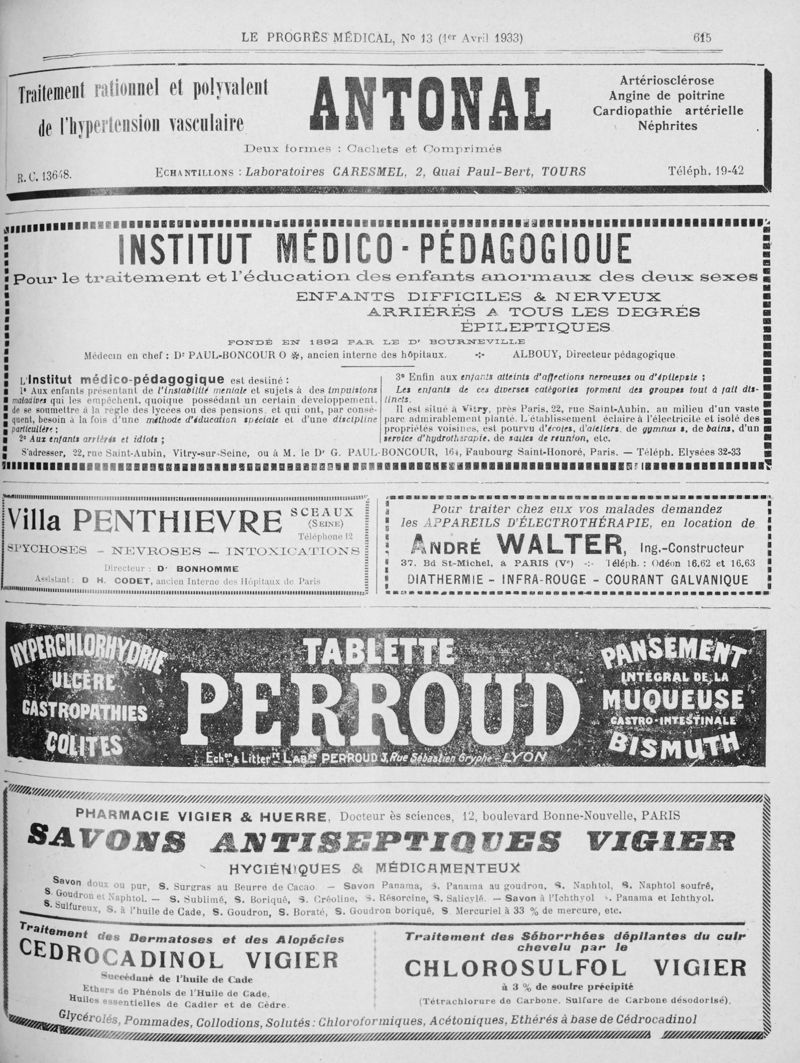 LE PROGRÈS MÉDICAL, No 13 (1er Avril 1933) 615
Traitement rationnel et polyvalent
de l'hypertension vasculaire
ANTONAL
Artériosclérose
Angine de poitrine
Cardiopathie artérielle
Néphrites
Deux formes : Cachets et Comprimés
R. C. 13648. ECHANTILLONS : Laboratoires CARESMEL, 2, Quai Paul-Bert, TOURS Téléph. 19-42
INSTITUT MÉDICO-PÉDAGOGIQUE
Pour le traitement et l'éducation des enfants anormaux des deux sexes
ENFANTS DIFFICILES & NERVEUX
ARRIÉRÉS A TOUS LES DEGRÉS
ÉPILEPTIQUES
FONDÉ EN 1892 PAR LE Dr BOURNEVILLE
Médecin en chef : Dr PAUL-BONCOUR O ✻, ancien interne des hôpitaux. ALBOUY, Directeur pédagogique
L'Institut médico-pédagogique est destiné :
1o Aux enfants présentant de l'instabilité mentale et sujets à des impulsions
maladives qui les empêchent, quoique possédant un certain développement,
de se soumettre à la règle des lycées ou des pensions, et qui ont, par consé-
quent, besoin à la fois d'une méthode d'éducation spéciale et d'une discipline
particulière ;
2o Aux enfants arriérés et idiots ;
3o Enfin aux enfants atteints d'affections nerveuses ou d'épilepsie ;
Les enfants de ces diverses catégories forment des groupes tout à fait dis-
tincts.
Il est situé à Vitry, près Paris, 22, rue Saint-Aubin, au milieu d'un vaste
parc admirablement planté. L'établissement éclaire à l'électricité et isolé des
propriétés voisines, est pourvu d'écoles, d'ateliers, de gymnas s, de bains, d'un
service d'hydrothérapie, de salles de réunion, etc.
S'adresser, 22, rue Saint-Aubin, Vitry-sur-Seine, ou à M. le Dr G. PAUL-BONCOUR, 164, Faubourg Saint-Honoré, Paris. — Téléph. Elysées 32-33
Villa PENTHIEVRE SCEAUX
(SEINE)
Téléphone 12
PSYCHOSES — NEVROSES — INTOXICATIONS
Directeur : Dr BONHOMME
Assistant : D H. CODET, ancien Interne des Hôpitaux de Paris
Pour traiter chez eux vos malades demandez
les APPAREILS D'ÉLECTROTHÉRAPIE, en location de
ANDRÉ WALTER, Ing.-Constructeur
37, Bd St-Michel, à PARIS (Ve) -:- Téléph. : Odéon 16.62 et 16.63
DIATHERMIE - INFRA-ROUGE - COURANT GALVANIQUE
HYPERCHLORHYDRIE
ULCÈRE
GASTROPATHIES
COLITES
TABLETTE
PERROUD
Echons & Littérre LABres PERROUD 3, Rue Sébastien Gryphe - LYON
PANSEMENT
INTÉGRAL DE LA
MUQUEUSE
GASTRO-INTESTINALE
BISMUTH
PHARMACIE VIGIER & HUERRE, Docteur ès sciences, 12, boulevard Bonne-Nouvelle, PARIS
SAVONS ANTISEPTIQUES VIGIER
HYGIÉNIQUES & MÉDICAMENTEUX
Savon doux ou pur, S. Surgras au Beurre de Cacao. — Savon Panama, S. Panama au goudron, S. Naphtol, S. Naphtol soufré,
S. Goudron et Naphtol. — S. Sublimé, S. Boriqué, S. Créoline, S. Résorcine, S. Salicylé. — Savon à l'Ichthyol S. Panama et Ichthyol.
S. Sulfureux, S. à l'huile de Cade, S. Goudron, S. Boraté, S. Goudron boriqué, S Mercuriel à 33 % de mercure, etc.
Traitement des Dermatoses et des Alopécies
CEDROCADINOL VIGIER
Succédané de l'huile de Cade
Ethers de Phénols de l'Huile de Cade.
Huiles essentielles de Cadier et de Cèdre.
Traitement des Séborrhées dépilantes du cuir
chevelu par le
CHLOROSULFOL VIGIER
à 3 % de soufre précipité
(Tétrachlorure de Carbone. Sulfure de Carbone désodorisé).
Glycérolés, Pommades, Collodions, Solutés : Chloroformiques, Acétoniques, Ethérés à base de Cédrocadinol